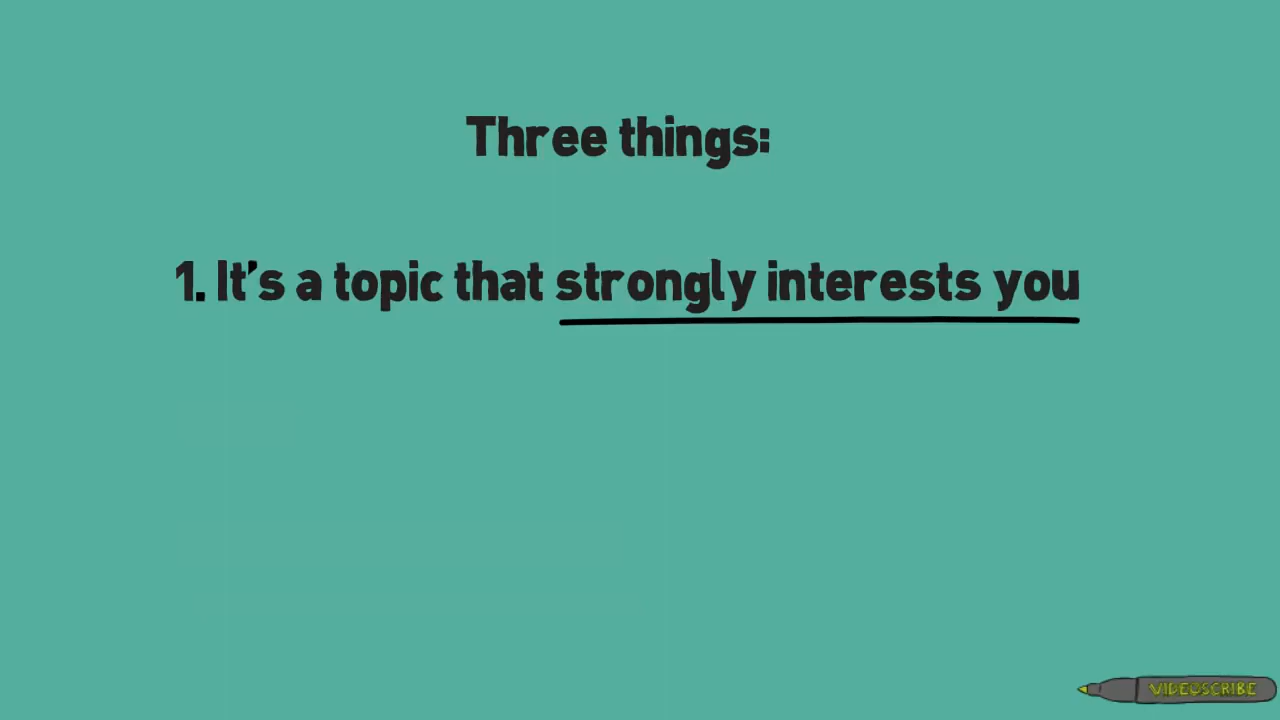 Three things:
1. It's a topic that strongly interests you
VIDEOSCRIBE